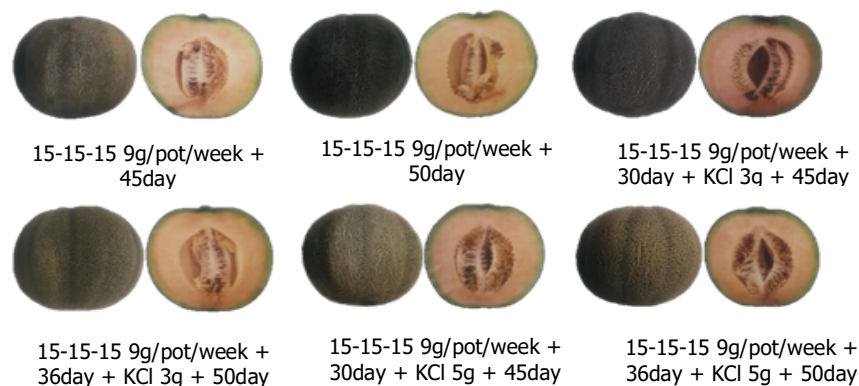 15-15-15 9g/pot/week +
45day
15-15-15 9g/pot/week +
50day
15-15-15 9g/pot/week +
30day + KCl 3g + 45day
15-15-15 9g/pot/week +
36day + KCl 3g + 50day
15-15-15 9g/pot/week +
30day + KCl 5g + 45day
15-15-15 9g/pot/week +
36day + KCl 5g + 50day